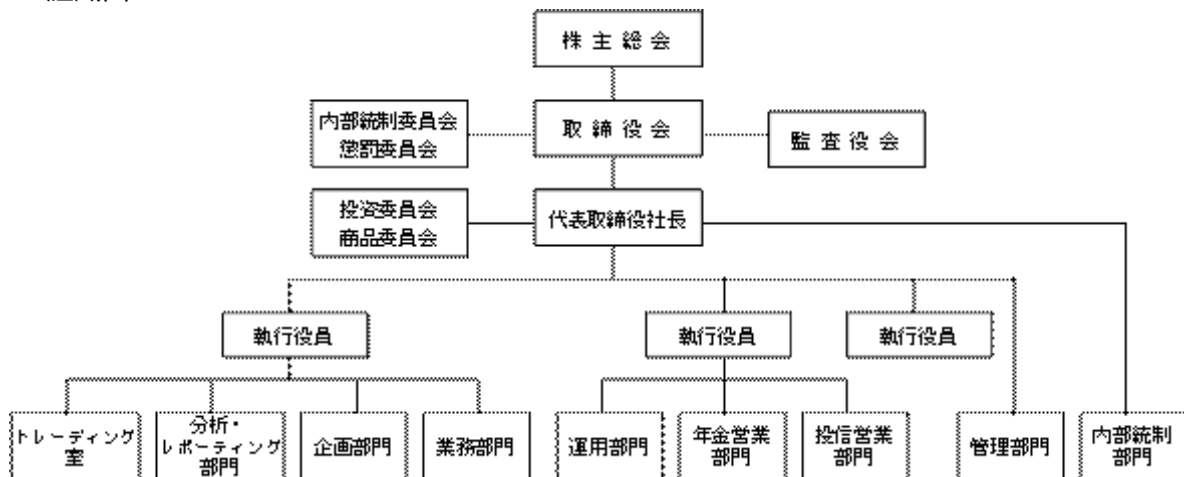 株主総会
内部統制委員会
懲罰委員会
取締役会
監査役会
投資委員会
商品委員会
代表取締役社長
執行役員
執行役員
執行役員
トレーディング
室
分析・
レポーティング
部門
企画部門
業務部門
運用部門
年金営業
部門
投信営業
部門
管理部門
内部統制
部門